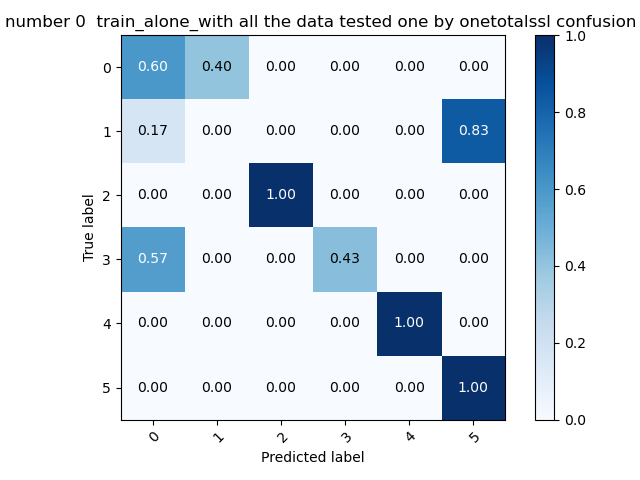 number 0  train_alone_with all the data tested one by onetotalssl confusion
0 0.60 0.40 0.00 0.00 0.00 0.00
1 0.17 0.00 0.00 0.00 0.00 0.83
2 0.00 0.00 1.00 0.00 0.00 0.00
3 0.57 0.00 0.00 0.43 0.00 0.00
4 0.00 0.00 0.00 0.00 1.00 0.00
5 0.00 0.00 0.00 0.00 0.00 1.00
0 1 2 3 4 5
True label
Predicted label
1.0
0.8
0.6
0.4
0.2
0.0